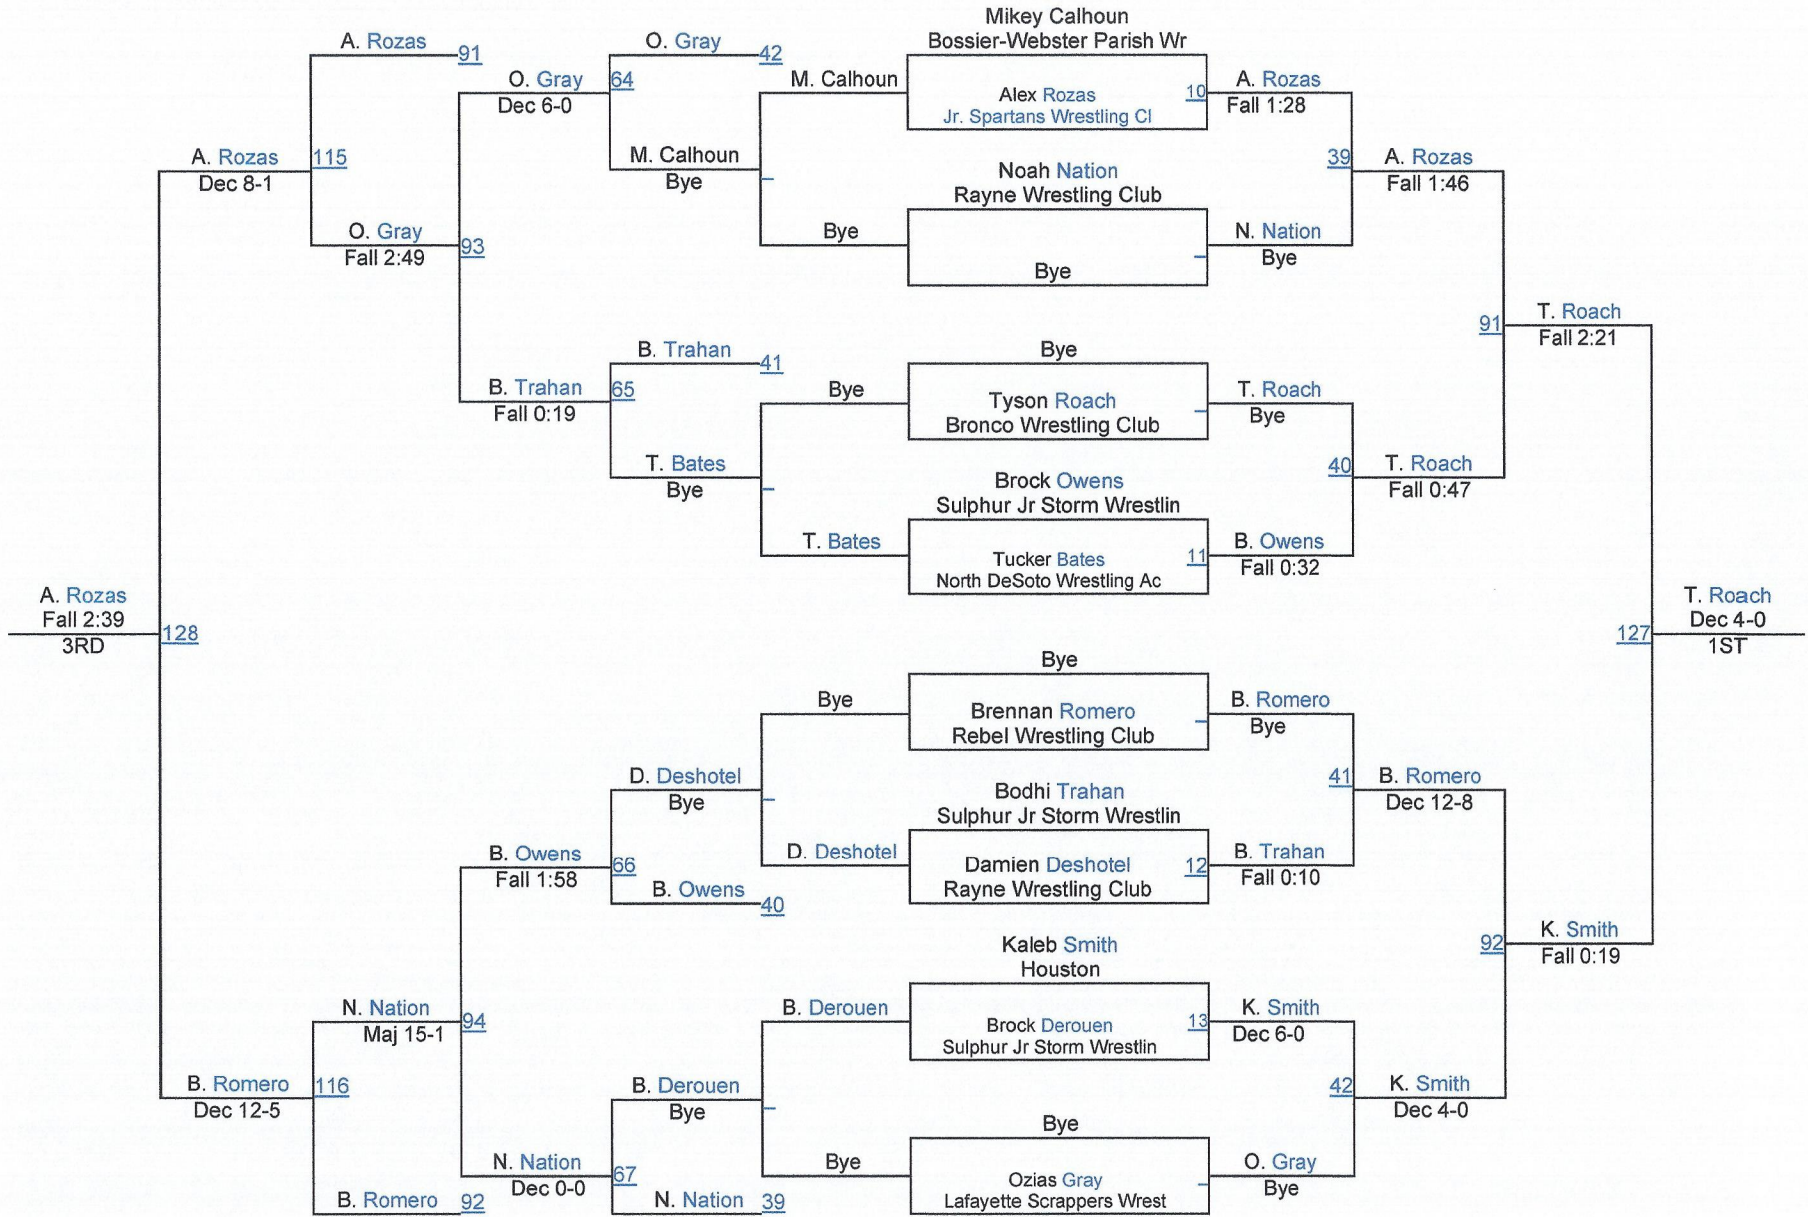 Mikey Calhoun
Bossier-Webster Parish Wr
A. Rozas
91
O. Gray
42
O. Gray
64
Dec 6-0
M. Calhoun
Alex Rozas
10
Jr. Spartans Wrestling Cl
A. Rozas
Fall 1:28
A. Rozas
115
Dec 8-1
M. Calhoun
Bye
Noah Nation
Rayne Wrestling Club
39
A. Rozas
Fall 1:46
O. Gray
93
Fall 2:49
Bye
Bye
N. Nation
Bye
91
T. Roach
Fall 2:21
B. Trahan
41
Bye
B. Trahan
65
Fall 0:19
Bye
Tyson Roach
Bronco Wrestling Club
T. Roach
Bye
T. Bates
Bye
Brock Owens
Sulphur Jr Storm Wrestlin
40
T. Roach
Fall 0:47
T. Bates
Tucker Bates
11
North DeSoto Wrestling Ac
B. Owens
Fall 0:32
A. Rozas
Fall 2:39
3RD
128
127
T. Roach
Dec 4-0
1ST
Bye
Bye
Brennan Romero
Rebel Wrestling Club
B. Romero
Bye
D. Deshotel
Bye
Bodhi Trahan
Sulphur Jr Storm Wrestlin
41
B. Romero
Dec 12-8
B. Owens
66
Fall 1:58
D. Deshotel
Damien Deshotel
12
Rayne Wrestling Club
B. Trahan
Fall 0:10
B. Owens
40
Kaleb Smith
Houston
92
K. Smith
Fall 0:19
N. Nation
94
Maj 15-1
B. Derouen
Brock Derouen
13
Sulphur Jr Storm Wrestlin
K. Smith
Dec 6-0
B. Romero
116
Dec 12-5
B. Derouen
Bye
42
K. Smith
Dec 4-0
Bye
N. Nation
67
Dec 0-0
Bye
Ozias Gray
Lafayette Scrappers Wrest
O. Gray
Bye
B. Romero
92
N. Nation
39